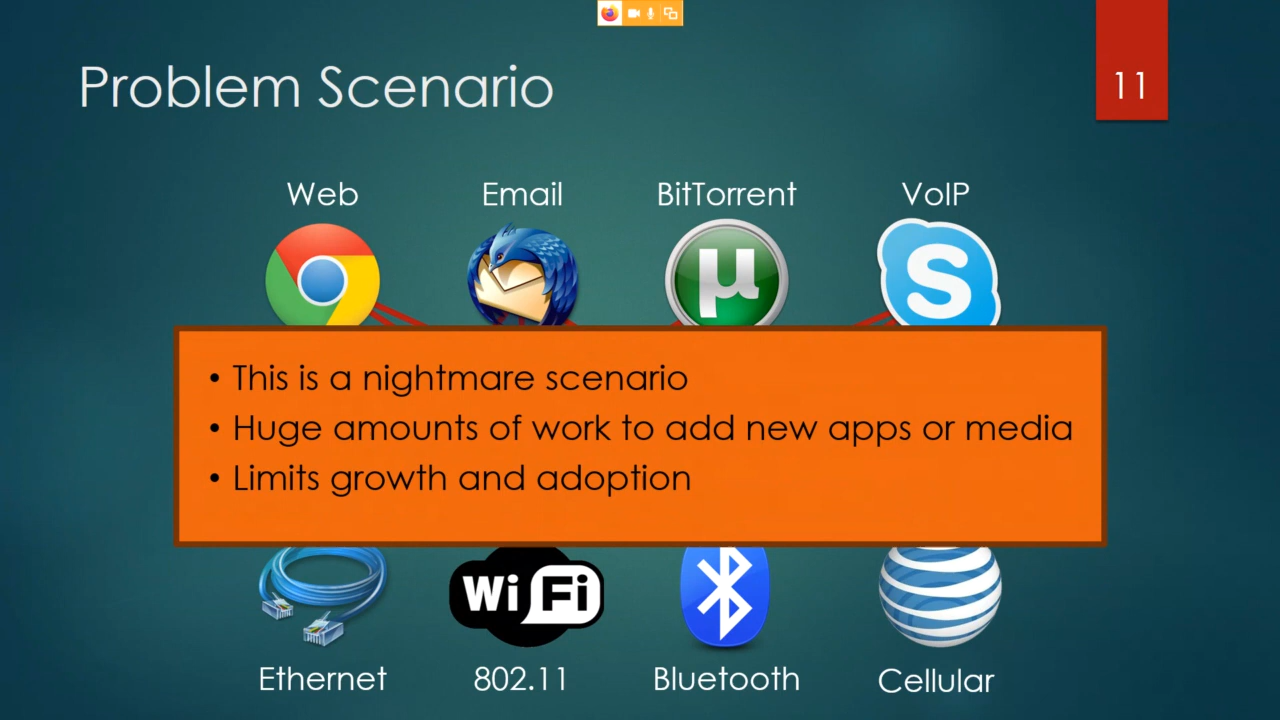 Problem Scenario
11
Web Email BitTorrent VoIP
µ S
• This is a nightmare scenario
• Huge amounts of work to add new apps or media
• Limits growth and adoption
Wi Fi
Ethernet 802.11 Bluetooth Cellular